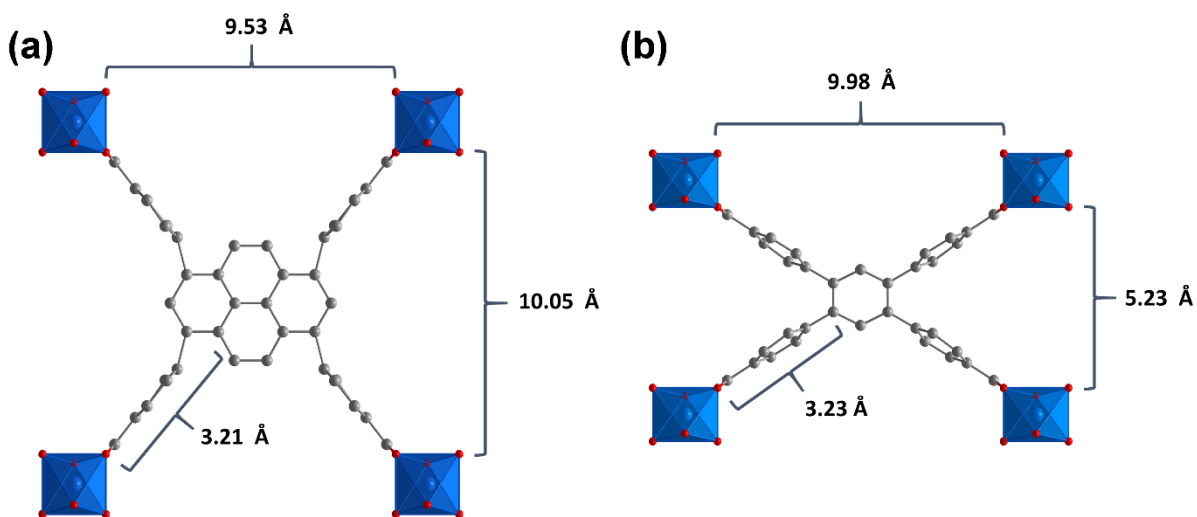 (a)
9.53 Å
10.05 Å
3.21 Å
(b)
9.98 Å
5.23 Å
3.23 Å